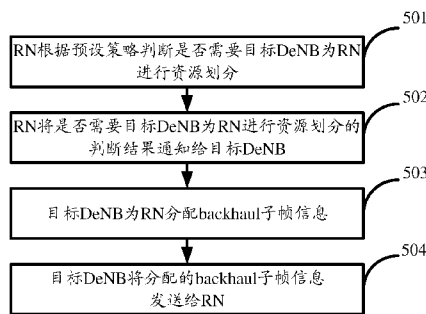 501
RN根据预设策略判断是否需要目标DeNB为RN
进行资源划分
502
RN将是否需要目标DeNB为RN进行资源划分的
判断结果通知给目标DeNB
503
目标DeNB为RN分配backhaul子帧信息
504
目标DeNB将分配的backhaul子帧信息
发送给RN